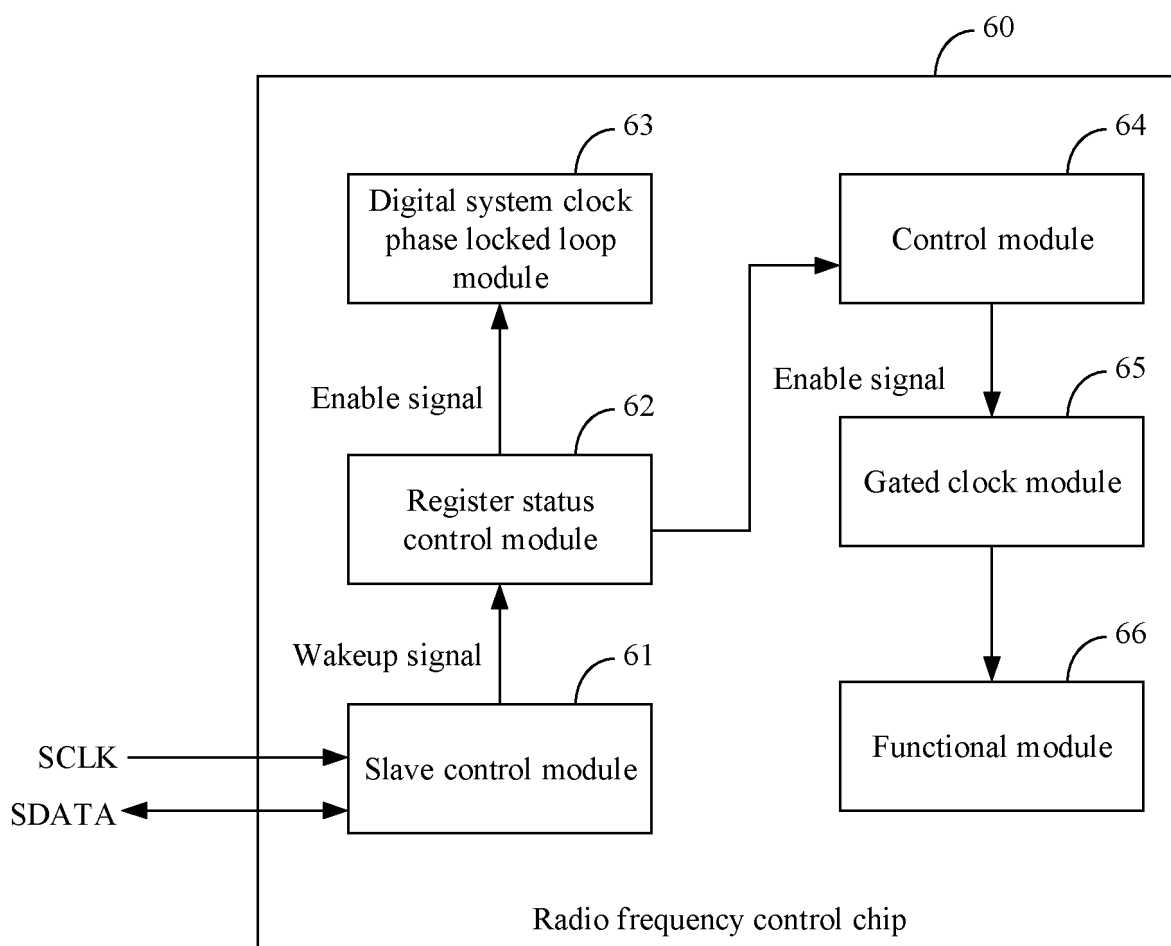 60
63
64
Digital system clock
phase locked loop
module
Control module
Enable signal
Enable signal
62
65
Register status
control module
Gated clock module
Wakeup signal
61
66
SCLK
SDATA
Slave control module
Functional module
Radio frequency control chip